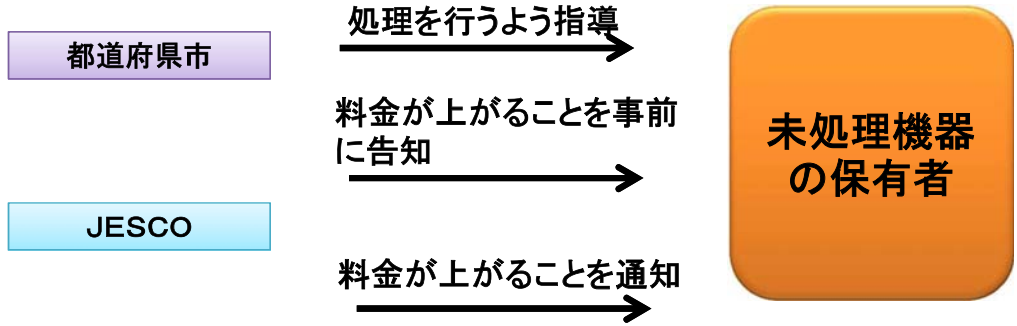 処理を行うよう指導
都道府県市
料金が上がることを事前
に告知
未処理機器
の保有者
JESCO
料金が上がることを通知